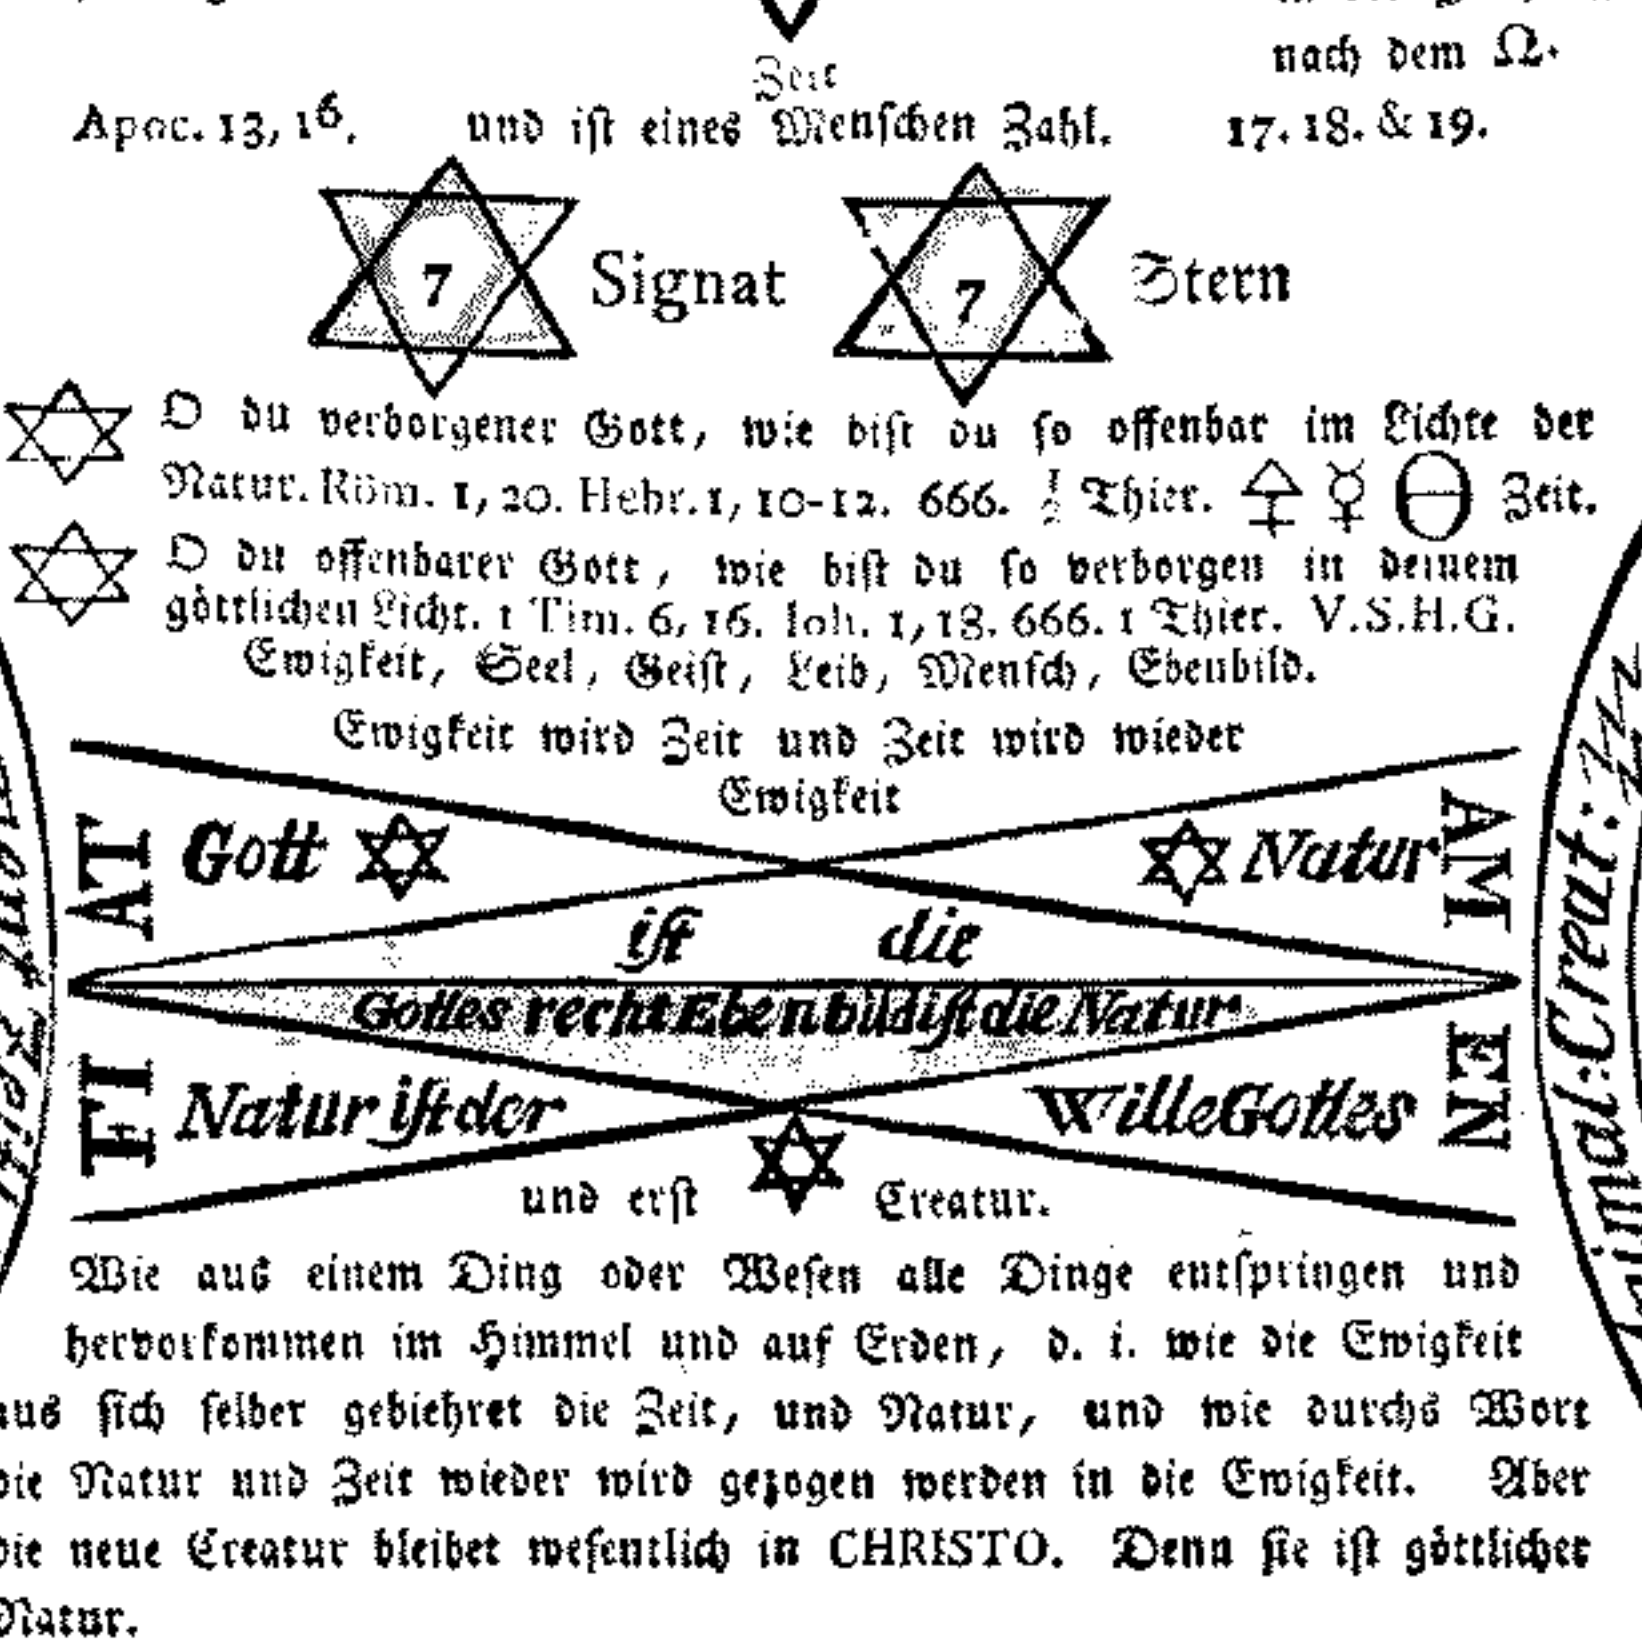 nach dem Ω.
Zeit
Apoc. 13, 16. und iſt eines Menſchen Zahl. 17. 18. & 19.
7 Signat 7 Stern
O du verborgener Gott, wie biſt du ſo offenbar im Lichte der
Natur. Röm. 1, 20. Hebr. 1, 10-12. 666. Thier. 🜍 ☿ 🜔 Zeit.
O du offenbarer Gott, wie biſt du ſo verborgen in deinem
göttlichen Licht. 1 Tim. 6, 16. Ioh. 1, 18. 666. 1 Thier. V.S.H.G.
Ewigkeit, Seel, Geiſt, Leib, Menſch, Ebenbild.
Ewigkeit wird Zeit und Zeit wird wieder
Ewigkeit
FI AT
AM EN
Gott Natur
iſt die
Gottes recht Ebenbild iſt die Natur
Natur iſt der Wille Gottes
und erſt Creatur.
Creat:
Wie aus einem Ding oder Weſen alle Dinge entſpringen und
hervorkommen im Himmel und auf Erden, d. i. wie die Ewigkeit
aus ſich ſelber gebiehret die Zeit, und Natur, und wie durchs Wort
die Natur und Zeit wieder wird gezogen werden in die Ewigkeit. Aber
die neue Creatur bleibet weſentlich in CHRISTO. Denn ſie iſt göttlicher
Natur.